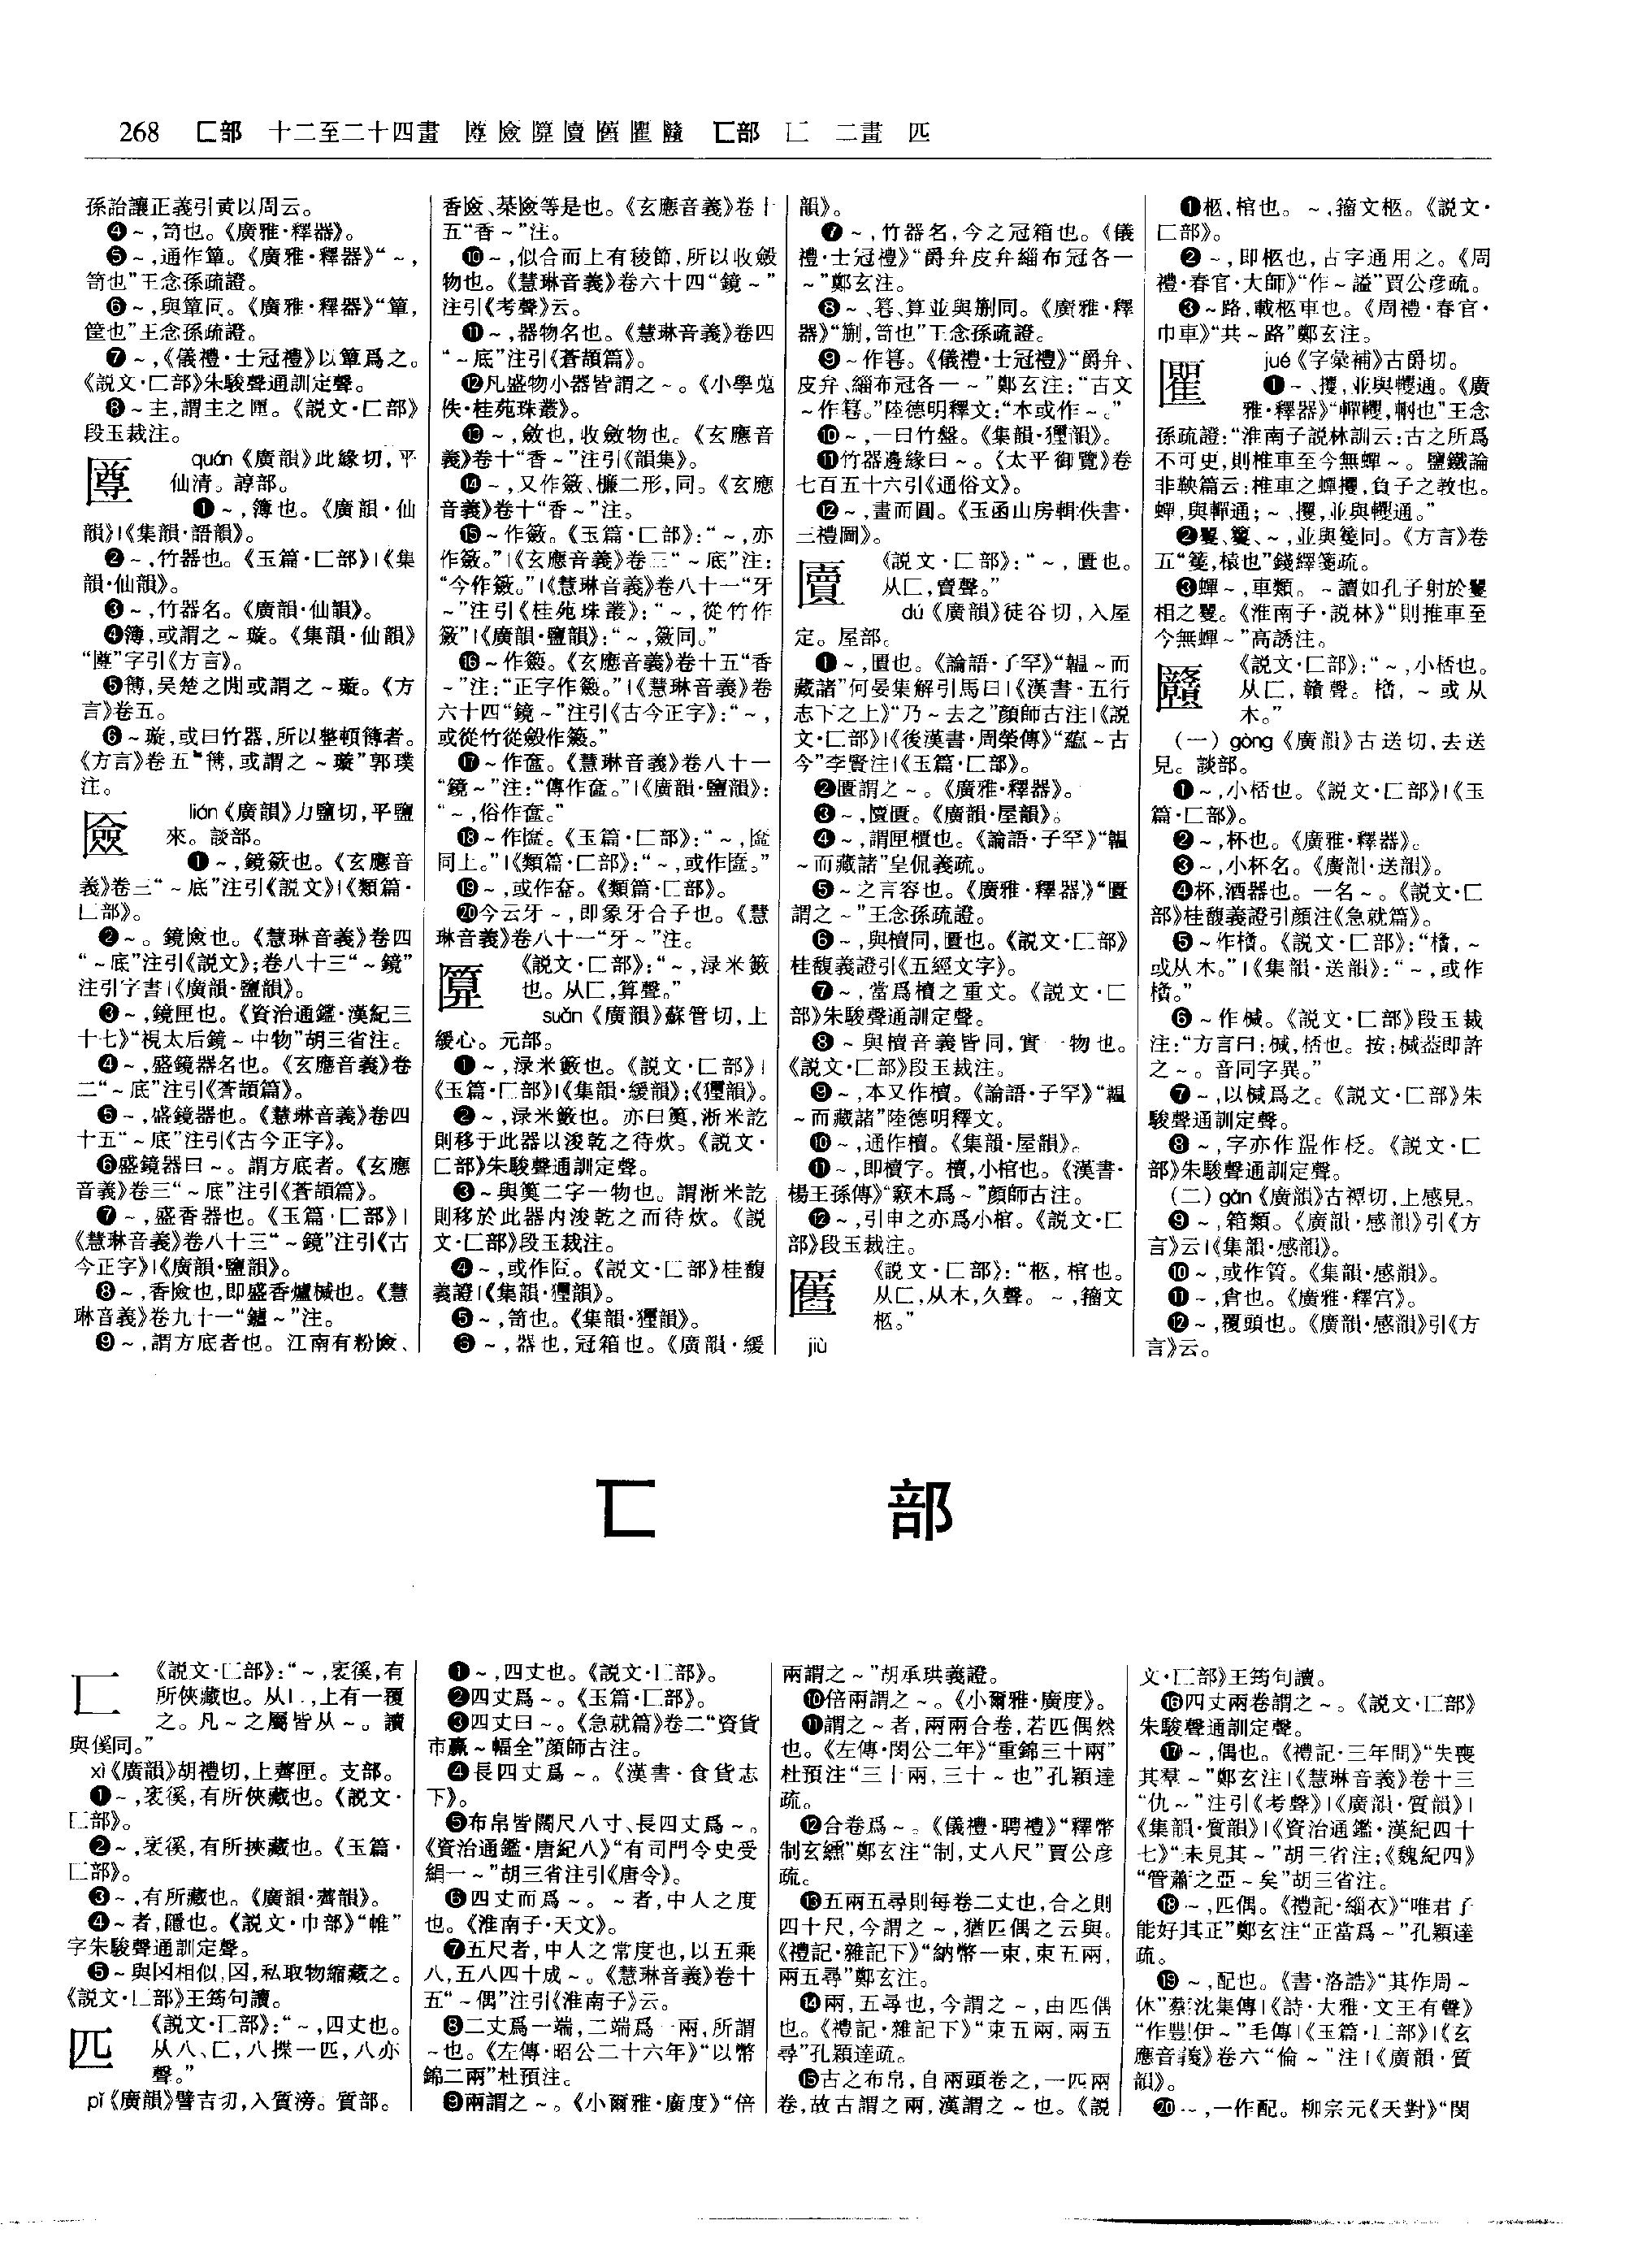 268 匚部 十二至二十四畫 匴匵匶 匸部 匸 二畫 匹
孫詒讓正義引黄以周云。
❹～,笥也。《廣雅·釋器》。
❺～,通作簞。《廣雅·釋器》“～,
笥也”王念孫疏證。
❻～,與簞同。《廣雅·釋器》“簞,
筐也”王念孫疏證。
❼～,《儀禮·士冠禮》以簞爲之。
《説文·匚部》朱駿聲通訓定聲。
❽～主,謂主之匣。《説文·匚部》
段玉裁注。
quán《廣韻》此緣切,平
仙清。諄部。
❶～,簿也。《廣韻·仙
韻》|《集韻·語韻》。
❷～,竹器也。《玉篇·匚部》|《集
韻·仙韻》。
❸～,竹器名。《廣韻·仙韻》。
❹簿,或謂之～璇。《集韻·仙韻》
字引《方言》。
❺簙,吴楚之閒或謂之～璇。《方
言》卷五。
❻～璇,或曰竹器,所以整頓簙者。
《方言》卷五“簙,或謂之～璇”郭璞
注。
匳 lián《廣韻》力鹽切,平鹽
來。談部。
❶～,鏡籢也。《玄應音
義》卷三“～底”注引《説文》|《類篇·
匚部》。
❷～。鏡匳也。《慧琳音義》卷四
“～底”注引《説文》;卷八十三“～鏡”
注引字書|《廣韻·鹽韻》。
❸～,鏡匣也。《資治通鑑·漢紀三
十七》“視太后鏡～中物”胡三省注。
❹～,盛鏡器名也。《玄應音義》卷
二“～底”注引《蒼頡篇》。
❺～,盛鏡器也。《慧琳音義》卷四
十五“～底”注引《古今正字》。
❻盛鏡器曰～。謂方底者。《玄應
音義》卷三“～底”注引《蒼頡篇》。
❼～,盛香器也。《玉篇·匚部》|
《慧琳音義》卷八十三“～鏡”注引《古
今正字》|《廣韻·鹽韻》。
❽～,香匳也,即盛香爐椷也。《慧
琳音義》卷九十一“鑪～”注。
❾～,謂方底者也。江南有粉匳、
香匳、棊匳等是也。《玄應音義》卷十
五“香～”注。
❿～,似合而上有稜節,所以收斂
物也。《慧琳音義》卷六十四“鏡～”
注引《考聲》云。
⓫～,器物名也。《慧琳音義》卷四
“～底”注引《蒼頡篇》。
⓬凡盛物小器皆謂之～。《小學蒐
佚·桂苑珠叢》。
⓭～,斂也,收斂物也。《玄應音
義》卷十“香～”注引《韻集》。
⓮～,又作籢、槏二形,同。《玄應
音義》卷十“香～”注。
⓯～作籢。《玉篇·匚部》:“～,亦
作籢。”|《玄應音義》卷三“～底”注:
“今作籢。”|《慧琳音義》卷八十一“牙
～”注引《桂苑珠叢》:“～,從竹作
籢”|《廣韻·鹽韻》:“～,籢同。”
⓰～作籢。《玄應音義》卷十五“香
～”注:“正字作籢。”|《慧琳音義》卷
六十四“鏡～”注引《古今正字》:“～,
或從竹從斂作籢。”
⓱～作奩。《慧琳音義》卷八十一
“鏡～”注:“傳作奩。”|《廣韻·鹽韻》:
“～,俗作奩。”
⓲～作匲。《玉篇·匚部》:“～,匲
同上。”|《類篇·匚部》:“～,或作匲。”
⓳～,或作奩。《類篇·匚部》。
⓴今云牙～,即象牙合子也。《慧
琳音義》卷八十一“牙～”注。
匴 《説文·匚部》:“～,渌米籔
也。从匚,算聲。”
suǎn《廣韻》蘇管切,上
緩心。元部。
❶～,渌米籔也。《説文·匚部》|
《玉篇·匚部》|《集韻·緩韻》;《玀韻》。
❷～,渌米籔也。亦曰䉛,淅米訖
則移于此器以浚乾之待炊。《説文·
匚部》朱駿聲通訓定聲。
❸～與䉛二字一物也。謂淅米訖
則移於此器内浚乾之而待炊。《説
文·匚部》段玉裁注。
❹～,或作匼。《説文·匚部》桂馥
義證|《集韻·玀韻》。
❺～,笥也。《集韻·玀韻》。
❻～,器也,冠箱也。《廣韻·緩
韻》。
❼～,竹器名,今之冠箱也。《儀
禮·士冠禮》“爵弁皮弁緇布冠各一
～”鄭玄注。
❽～、篹、算並與匴同。《廣雅·釋
器》“匴,笥也”王念孫疏證。
❾～作篹。《儀禮·士冠禮》“爵弁、
皮弁、緇布冠各一～”鄭玄注:“古文
～作篹。”陸德明釋文:“本或作～。”
❿～,一曰竹盤。《集韻·玀韻》。
⓫竹器邊緣曰～。《太平御覽》卷
七百五十六引《通俗文》。
⓬～,畫而圓。《玉函山房輯佚書·
三禮圖》。
匵 《説文·匚部》:“～,匱也。
从匚,賣聲。”
dú《廣韻》徒谷切,入屋
定。屋部。
❶～,匱也。《論語·子罕》“韞～而
藏諸”何晏集解引馬曰|《漢書·五行
志下之上》“乃～去之”顔師古注|《説
文·匚部》|《後漢書·周榮傳》“蘊～古
今”李賢注|《玉篇·匚部》。
❷匱謂之～。《廣雅·釋器》。
❸～,匵匱。《廣韻·屋韻》。
❹～,謂匣櫃也。《論語·子罕》“韞
～而藏諸”皇侃義疏。
❺～之言容也。《廣雅·釋器》“匱
謂之～”王念孫疏證。
❻～,與櫝同,匱也。《説文·匚部》
桂馥義證引《五經文字》。
❼～,當爲櫝之重文。《説文·匚
部》朱駿聲通訓定聲。
❽～與櫝音義皆同,實一物也。
《説文·匚部》段玉裁注。
❾～,本又作櫝。《論語·子罕》“韞
～而藏諸”陸德明釋文。
❿～,通作櫝。《集韻·屋韻》。
⓫～,即櫝字。櫝,小棺也。《漢書·
楊王孫傳》“窾木爲～”顔師古注。
⓬～,引申之亦爲小棺。《説文·匚
部》段玉裁注。
匶 《説文·匚部》:“柩,棺也。
从匚,从木,久聲。～,籀文
柩。”
jiù
❶柩,棺也。～,籀文柩。《説文·
匚部》。
❷～,即柩也,古字通用之。《周
禮·春官·大師》“作～謚”賈公彦疏。
❸～路,載柩車也。《周禮·春官·
巾車》“共～路”鄭玄注。
jué《字彙補》古爵切。
❶～、㩴,並與䡈通。《廣
雅·釋器》王念
孫疏證:“淮南子説林訓云:古之所爲
不可更,則椎車至今無蟬～。鹽鐵論
非鞅篇云:椎車之蟬攫,負子之教也。
蟬,與䡲通;～、攫,並與䡈通。”
❷籰、籆、～,並與篗同。《方言》卷
五“籆,榬也”錢繹箋疏。
❸蟬～,車類。～讀如孔子射於矍
相之矍。《淮南子·説林》“則推車至
今無蟬～”高誘注。
《説文·匚部》:“～,小桮也。
从匚,贛聲。㯯,～或从
木。”
(一) gòng《廣韻》古送切,去送
見。談部。
❶～,小桮也。《説文·匚部》|《玉
篇·匚部》。
❷～,杯也。《廣雅·釋器》。
❸～,小杯名。《廣韻·送韻》。
❹杯,酒器也。一名～。《説文·匚
部》桂馥義證引顔注《急就篇》。
❺～作㯯。《説文·匚部》:“㯯,～
或从木。”|《集韻·送韻》:“～,或作
㯯。”
❻～作椷。《説文·匚部》段玉裁
注:“方言曰:椷,桮也。按:椷葢即許
之～。音同字異。”
❼～,以椷爲之。《説文·匚部》朱
駿聲通訓定聲。
❽～,字亦作㿻作柉。《説文·匚
部》朱駿聲通訓定聲。
(二) gǎn《廣韻》古禫切,上感見。
❾～,箱類。《廣韻·感韻》引《方
言》云|《集韻·感韻》。
❿～,或作篢。《集韻·感韻》。
⓫～,倉也。《廣雅·釋宫》。
⓬～,覆頭也。《廣韻·感韻》引《方
言》云。
匸部
匸 《説文·匸部》:“～,衺徯,有
所俠藏也。从乚,上有一覆
之。凡～之屬皆从～。讀
與傒同。”
xì《廣韻》胡禮切,上薺匣。支部。
❶～,衺徯,有所俠藏也。《説文·
匸部》。
❷～,衺徯,有所挾藏也。《玉篇·
匸部》。
❸～,有所藏也。《廣韻·薺韻》。
❹～者,隱也。《説文·巾部》“帷”
字朱駿聲通訓定聲。
❺～與囟相似,囟,私取物縮藏之。
《説文·匸部》王筠句讀。
匹 《説文·匸部》:“～,四丈也。
从八、匸,八揲一匹,八亦
聲。”
pǐ《廣韻》譬吉切,入質滂。質部。
❶～,四丈也。《説文·匸部》。
❷四丈爲～。《玉篇·匸部》。
❸四丈曰～。《急就篇》卷二“資貨
市贏～幅全”顔師古注。
❹長四丈爲～。《漢書·食貨志
下》。
❺布帛皆闊尺八寸、長四丈爲～。
《資治通鑑·唐紀八》“有司門令史受
絹一～”胡三省注引《唐令》。
❻四丈而爲～。～者,中人之度
也。《淮南子·天文》。
❼五尺者,中人之常度也,以五乘
八,五八四十成～。《慧琳音義》卷十
五“～偶”注引《淮南子》云。
❽二丈爲一端,二端爲一兩,所謂
～也。《左傳·昭公二十六年》“以幣
錦二兩”杜預注。
❾兩謂之～。《小爾雅·廣度》“倍
兩謂之～”胡承珙義證。
❿倍兩謂之～。《小爾雅·廣度》。
⓫謂之～者,兩兩合卷,若匹偶然
也。《左傳·閔公二年》“重錦三十兩”
杜預注“三十兩,三十～也”孔穎達
疏。
⓬合卷爲～。《儀禮·聘禮》“釋幣
制玄纁”鄭玄注“制,丈八尺”賈公彦
疏。
⓭五兩五尋則每卷二丈也,合之則
四十尺,今謂之～,猶匹偶之云與。
《禮記·雜記下》“納幣一束,束五兩,
兩五尋”鄭玄注。
⓮兩,五尋也,今謂之～,由匹偶
也。《禮記·雜記下》“束五兩,兩五
尋”孔穎達疏。
⓯古之布帛,自兩頭卷之,一匹兩
卷,故古謂之兩,漢謂之～也。《説
文·匸部》王筠句讀。
⓰四丈兩卷謂之～。《説文·匸部》
朱駿聲通訓定聲。
⓱～,偶也。《禮記·三年問》“失喪
其羣～”鄭玄注|《慧琳音義》卷十三
“仇～”注引《考聲》|《廣韻·質韻》|
《集韻·質韻》|《資治通鑑·漢紀四十
七》“未見其～”胡三省注;《魏紀四》
“管蕭之亞～矣”胡三省注。
⓲～,匹偶。《禮記·緇衣》“唯君子
能好其正”鄭玄注“正當爲～”孔穎達
疏。
⓳～,配也。《書·洛誥》“其作周～
休”蔡沈集傳|《詩·大雅·文王有聲》
“作豐伊～”毛傳|《玉篇·匸部》|《玄
應音義》卷六“倫～”注|《廣韻·質
韻》。
⓴～,一作配。柳宗元《天對》“閔